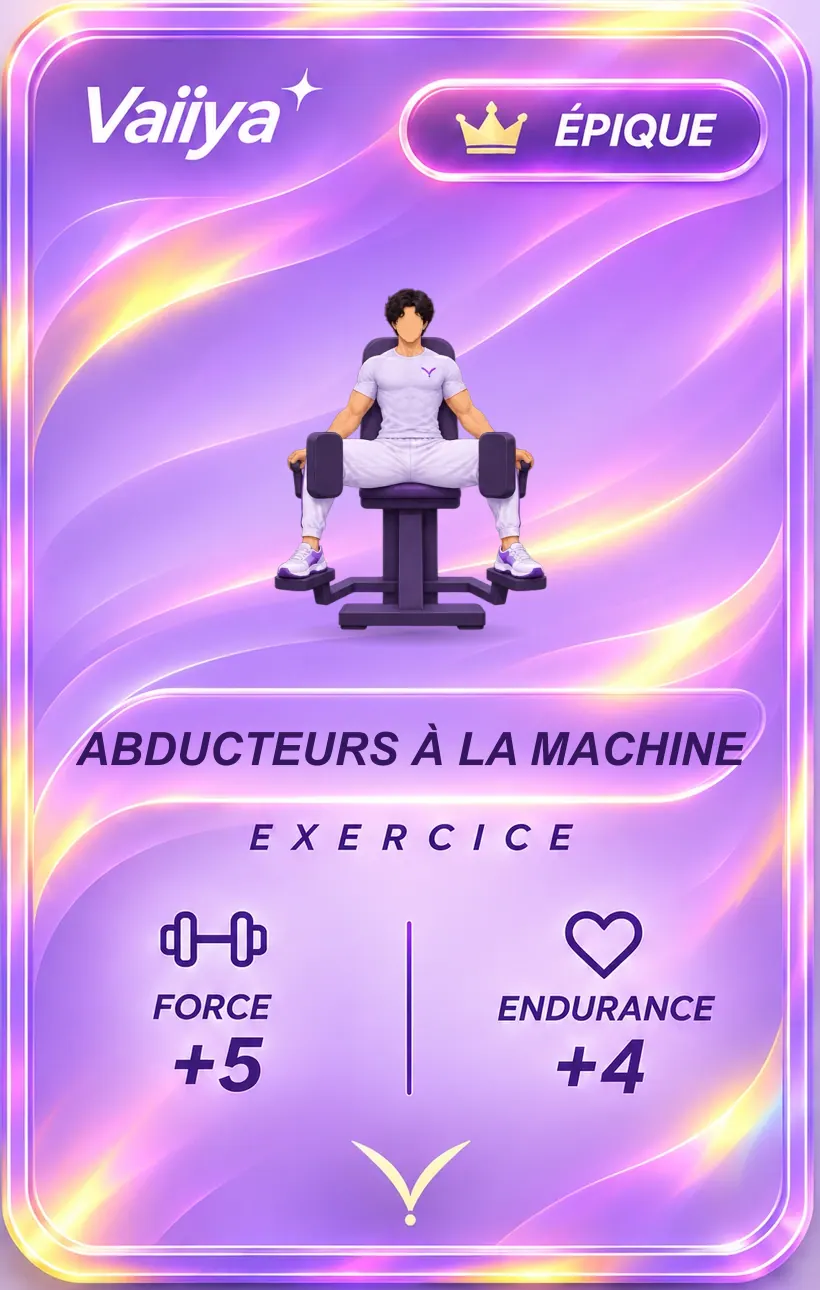 Vaiiya
ÉPIQUE
ABDUCTEURS À LA MACHINE
EXERCICE
FORCE
+5
ENDURANCE
+4